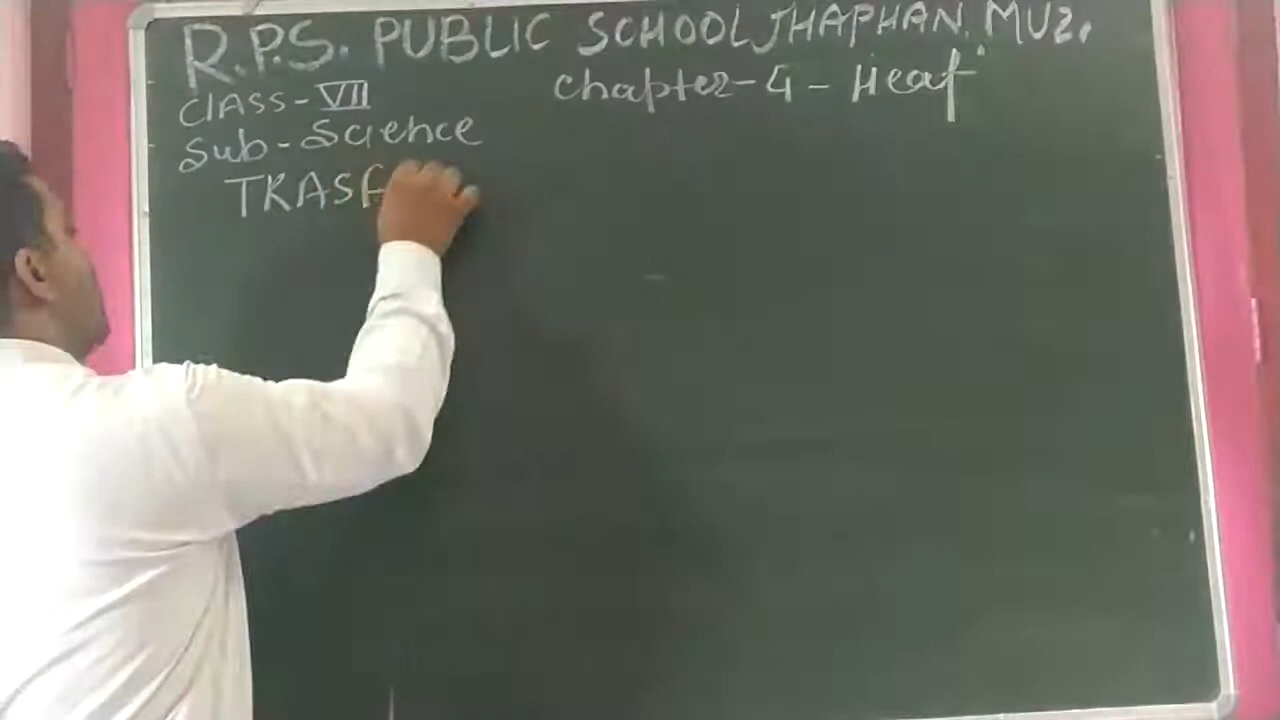 R.P.S. PUBLIC SCHOOL JHAPHAN, MUZ.
Chapter-4-Heat
CLASS-VII
Sub-Science
TRASF